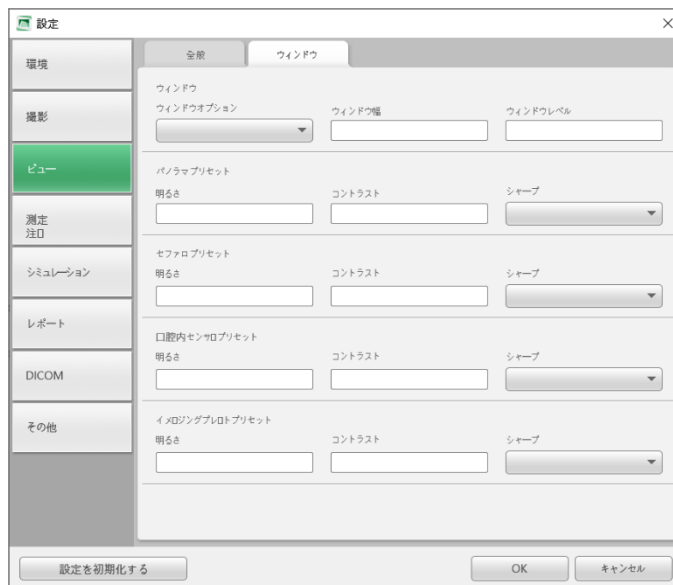 設定
環境
撮影
ビュー
測定
注口
シミュレーション
レポート
DICOM
その他
全般
ウィンドウ
ウィンドウ
ウィンドウオプション
ウィンドウ幅
ウィンドウレベル
パノラマプリセット
明るさ
コントラスト
シャープ
セファロプリセット
明るさ
コントラスト
シャープ
口腔内センサロプリセット
明るさ
コントラスト
シャープ
イメロジングプレロトプリセット
明るさ
コントラスト
シャープ
設定を初期化する
OK
キャンセル